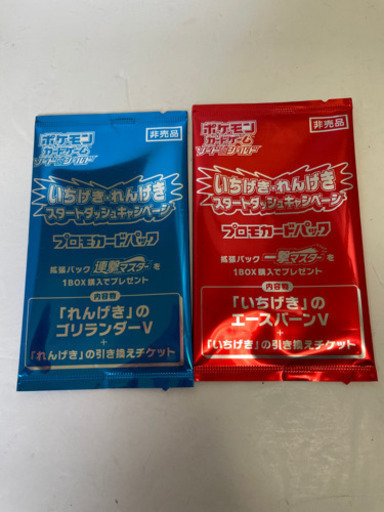 ポケモン
カードゲーム
ソード&シールド
非売品
いちげき・れんげき
スタートダッシュキャンペーン
プロモカードパック
拡張パック 連撃マスター を
1BOX購入でプレゼント
内容物
「れんげき」の
ゴリランダーV
+
「れんげき」の引き換えチケット
ポケモン
カードゲーム
ソード&シールド
非売品
いちげき・れんげき
スタートダッシュキャンペーン
プロモカードパック
拡張パック 一撃マスター を
1BOX購入でプレゼント
内容物
「いちげき」の
エースバーンV
+
「いちげき」の引き換えチケット